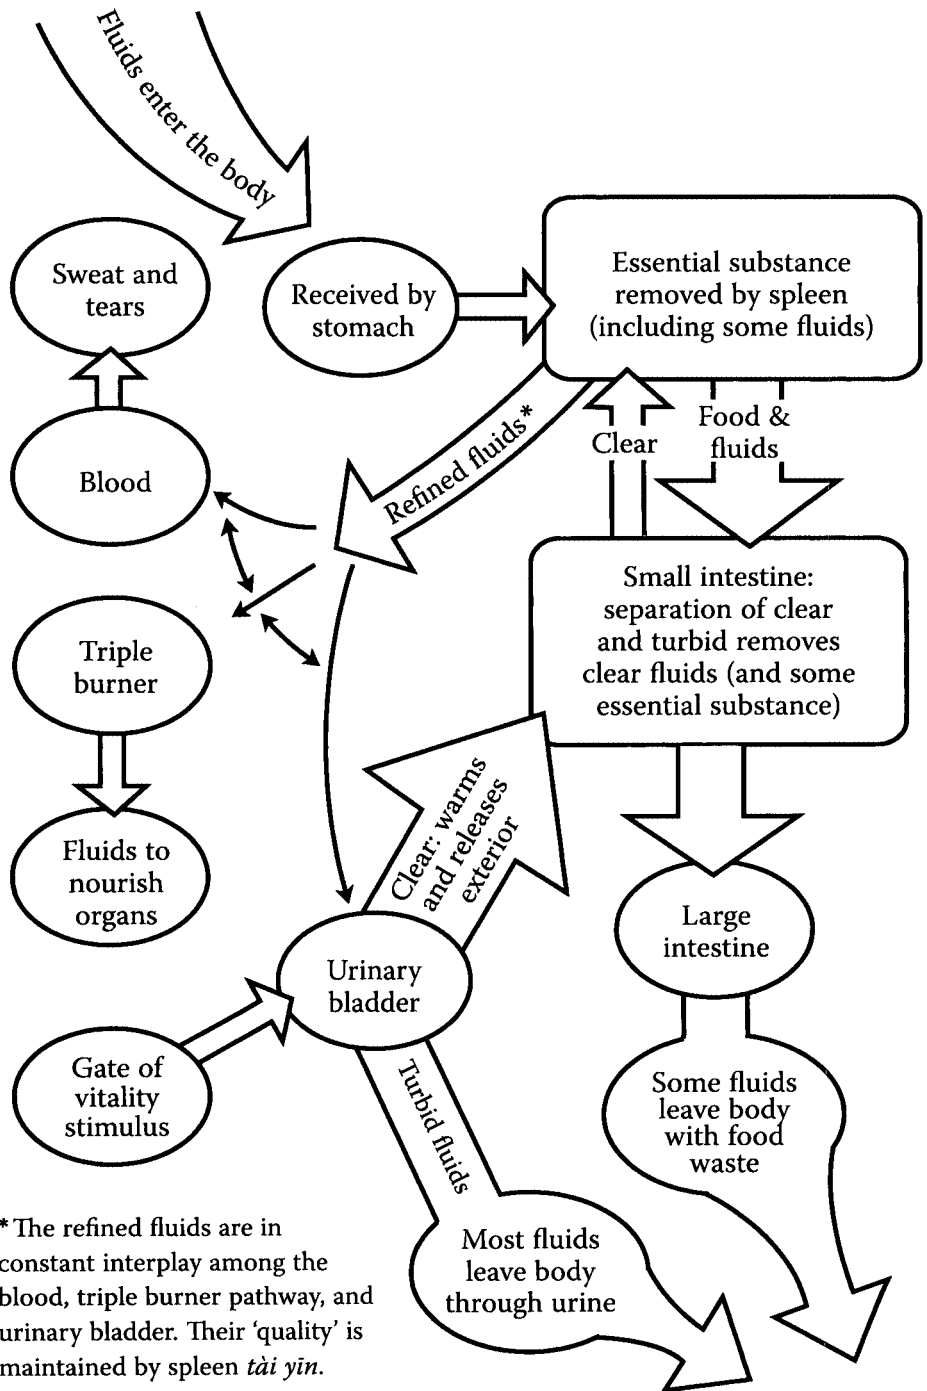 Fluids enter the body
Sweat and
tears
Received by
stomach
Essential substance
removed by spleen
(including some fluids)
Blood
Refined fluids*
Clear
Food &
fluids
Triple
burner
Small intestine:
separation of clear
and turbid removes
clear fluids (and some
essential substance)
Fluids to
nourish
organs
Clear: warms
and releases
exterior
Large
intestine
Urinary
bladder
Gate of
vitality
stimulus
Turbid fluids
Some fluids
leave body
with food
waste
Most fluids
leave body
through urine
* The refined fluids are in
constant interplay among the
blood, triple burner pathway, and
urinary bladder. Their ‘quality’ is
maintained by spleen tài yīn.